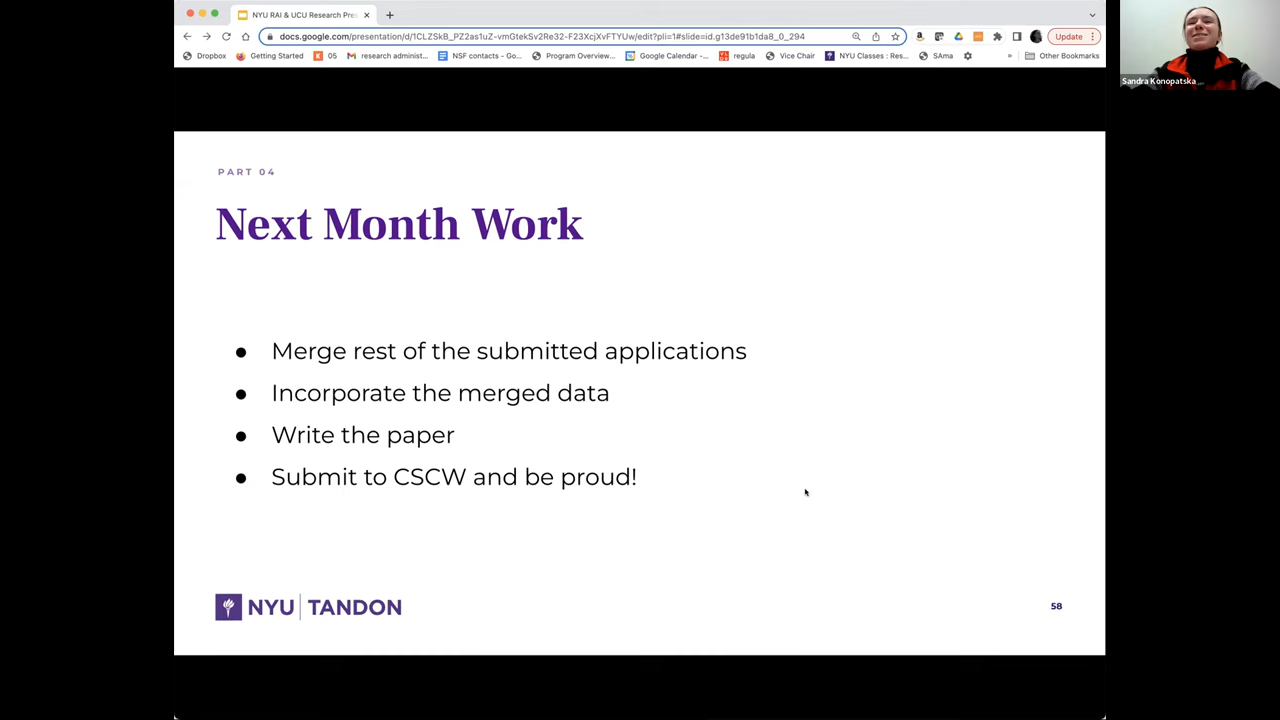 NYU RAI & UCU Research Pres
docs.google.com/presentation/d/1CLZSkB_PZ2as1uZ-vmGtekSv2Re32-F23XcjXvFTYUw/edit?pli=1#slide=id.g13de91b1da8_0_294
Update
Dropbox
Getting Started
05
research administ...
NSF contacts - Go...
Program Overview...
Google Calendar -...
regula
Vice Chair
NYU Classes : Res...
SAma
»
Other Bookmarks
Sandra Konopatska ...
PART 04
Next Month Work
● Merge rest of the submitted applications
● Incorporate the merged data
● Write the paper
● Submit to CSCW and be proud!
NYU | TANDON
58